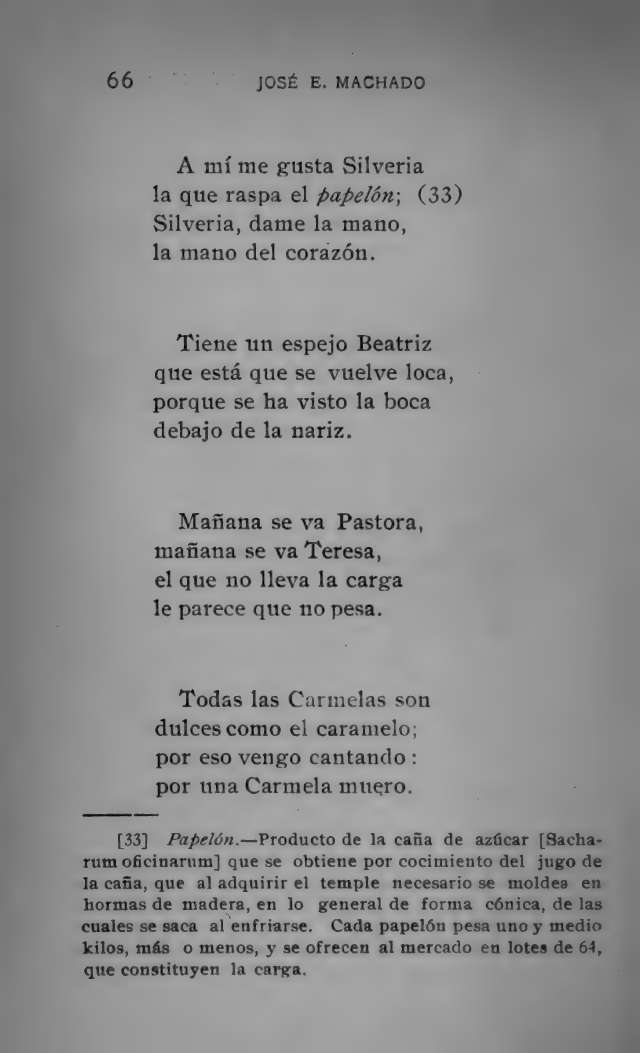 66 JOSÉ E. MACHADO
A mí me gusta Silveria
la que raspa el papelón; (33)
Silveria, dame la mano,
la mano del corazón.
Tiene un espejo Beatriz
que está que se vuelve loca,
porque se ha visto la boca
debajo de la nariz.
Mañana se va Pastora,
mañana se va Teresa,
el que no lleva la carga
le parece que no pesa.
Todas las Carmelas son
dulces como el caramelo;
por eso vengo cantando :
por una Carmela muero.
[33] Papelón.—Producto de la caña de azúcar [Sacha-
rum oficinarum] que se obtiene por cocimiento del jugo de
la caña, que al adquirir el temple necesario se moldea en
hormas de madera, en lo general de forma cónica, de las
cuales se saca al enfriarse. Cada papelón pesa uno y medio
kilos, más o menos, y se ofrecen al mercado en lotes de 64,
que constituyen la carga.